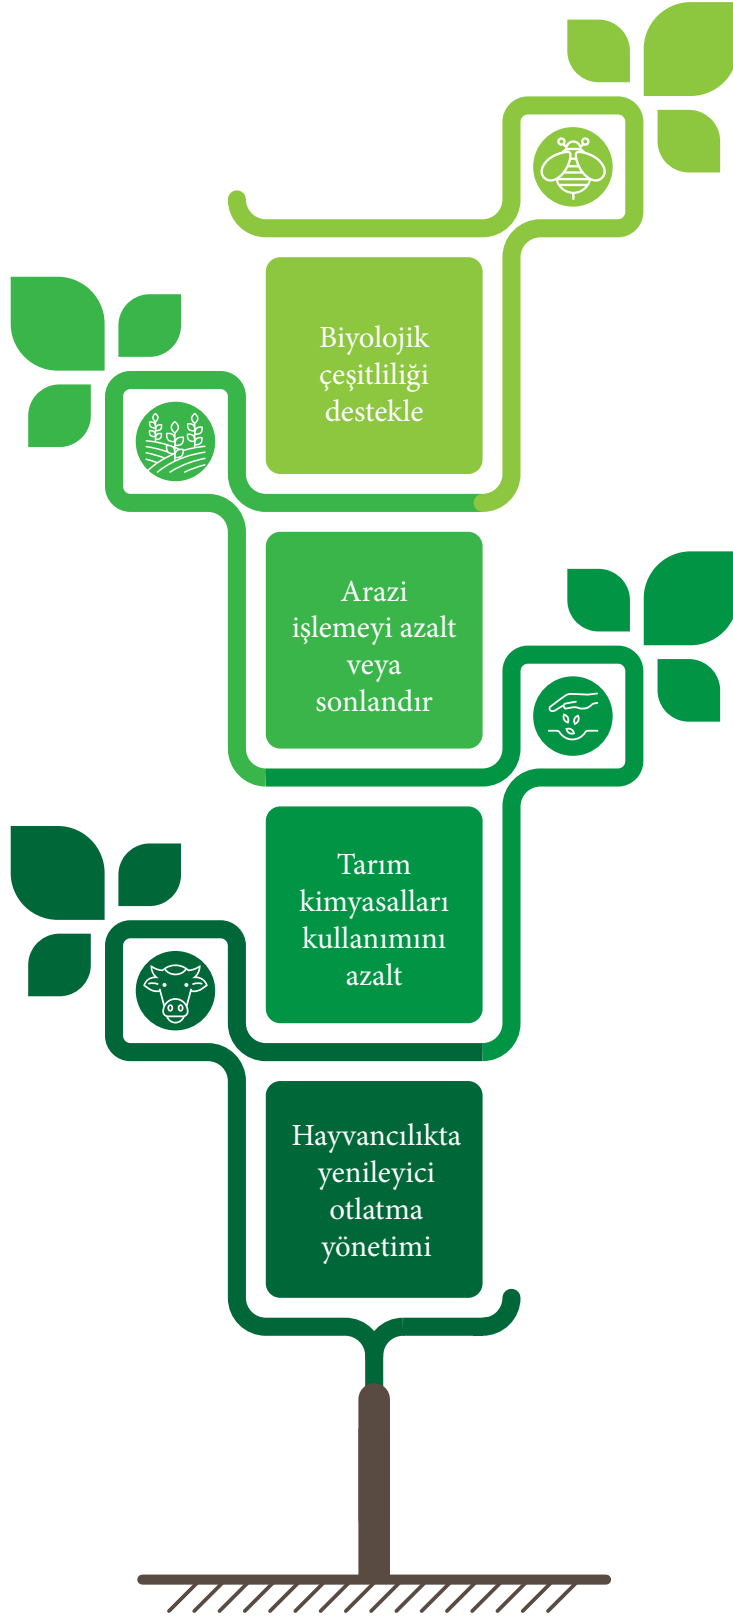 Biyolojik
çeşitliliği
destekle
Arazi
işlemeyi azalt
veya
sonlandır
Tarım
kimyasalları
kullanımını
azalt
Hayvancılıkta
yenileyici
otlatma
yönetimi